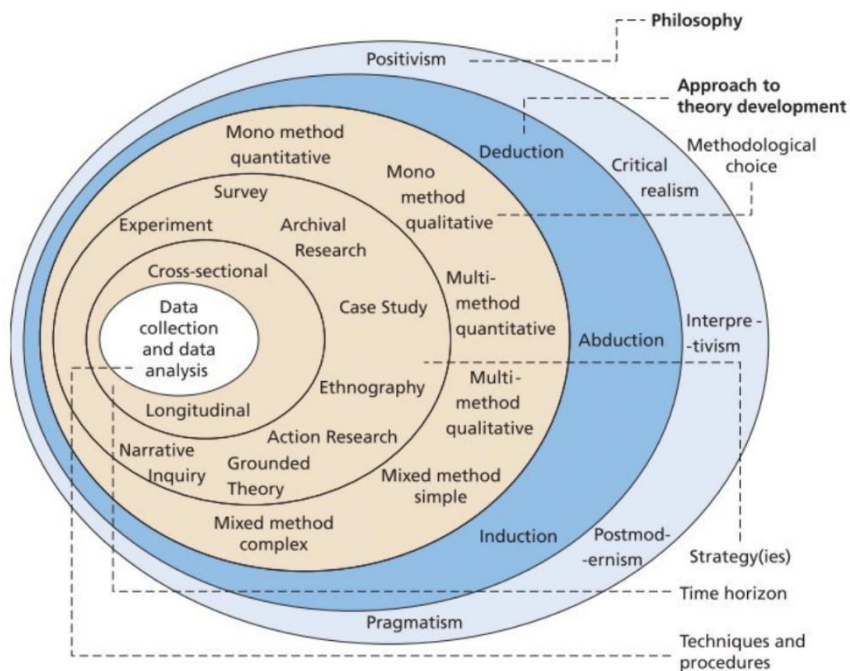 Philosophy
Positivism
Approach to
theory development
Deduction
Methodological
choice
Critical
realism
Mono method
quantitative
Mono
method
qualitative
Survey
Experiment
Archival
Research
Cross-sectional
Multi-
method
quantitative
Case Study
Data
collection
and data
analysis
Abduction
Interpre -
-tivism
Ethnography
Multi-
method
qualitative
Longitudinal
Action Research
Narrative
Inquiry
Grounded
Theory
Mixed method
simple
Mixed method
complex
Induction
Postmod-
-ernism
Strategy(ies)
Time horizon
Pragmatism
Techniques and
procedures